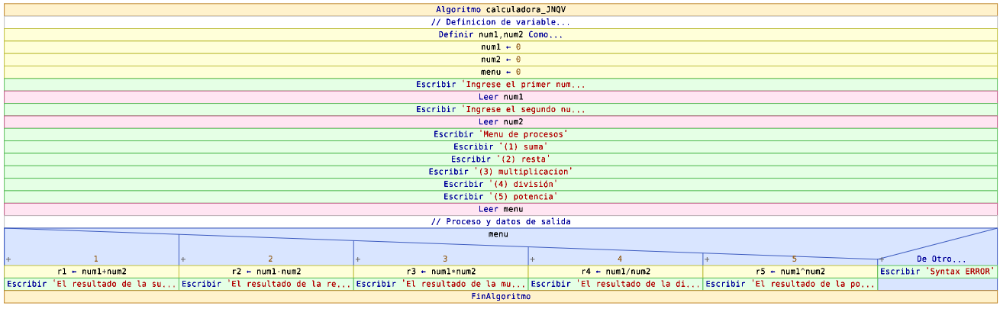 Algoritmo calculadora_JNQV
// Definicion de variable...
Definir num1,num2 Como...
num1 ← 0
num2 ← 0
menu ← 0
Escribir 'Ingrese el primer num...
Leer num1
Escribir 'Ingrese el segundo nu...
Leer num2
Escribir 'Menu de procesos'
Escribir '(1) suma'
Escribir '(2) resta'
Escribir '(3) multiplicacion'
Escribir '(4) división'
Escribir '(5) potencia'
Leer menu
// Proceso y datos de salida
menu
+ 1 + 2 + 3 + 4 + 5 + De Otro...
r1 ← num1+num2 r2 ← num1-num2 r3 ← num1*num2 r4 ← num1/num2 r5 ← num1^num2 Escribir 'Syntax ERROR'
Escribir 'El resultado de la su... Escribir 'El resultado de la re... Escribir 'El resultado de la mu... Escribir 'El resultado de la di... Escribir 'El resultado de la po...
FinAlgoritmo